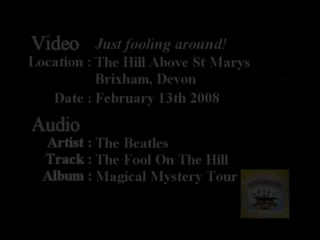 Video Just fooling around!
Location : The Hill Above St Marys
Brixham, Devon
Date : February 13th 2008
Audio
Artist : The Beatles
Track : The Fool On The Hill
Album : Magical Mystery Tour